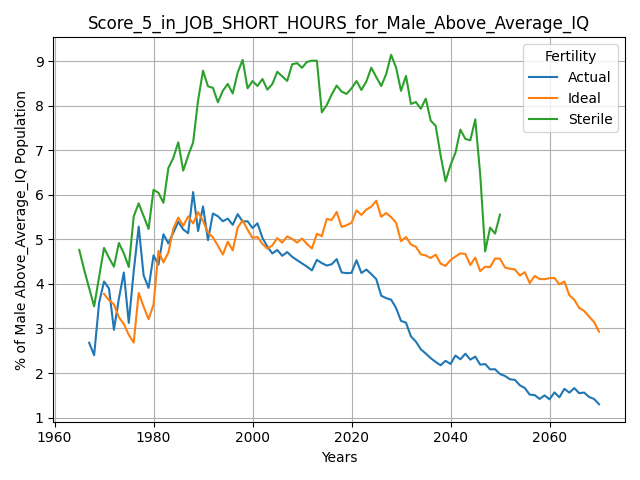 Score_5_in_JOB_SHORT_HOURS_for_Male_Above_Average_IQ
% of Male Above_Average_IQ Population
9
8
7
6
5
4
3
2
1
Fertility
Actual
Ideal
Sterile
1960 1980 2000 2020 2040 2060
Years